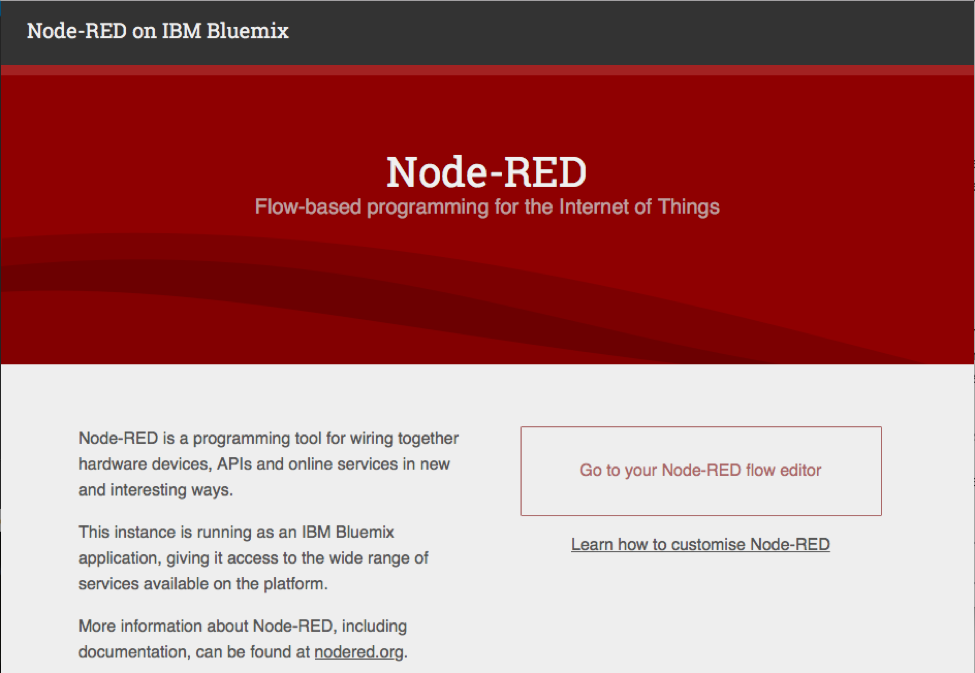 Node-RED on IBM Bluemix
Node-RED
Flow-based programming for the Internet of Things
Node-RED is a programming tool for wiring together
hardware devices, APIs and online services in new
and interesting ways.
This instance is running as an IBM Bluemix
application, giving it access to the wide range of
services available on the platform.
More information about Node-RED, including
documentation, can be found at nodered.org.
Go to your Node-RED flow editor
Learn how to customise Node-RED